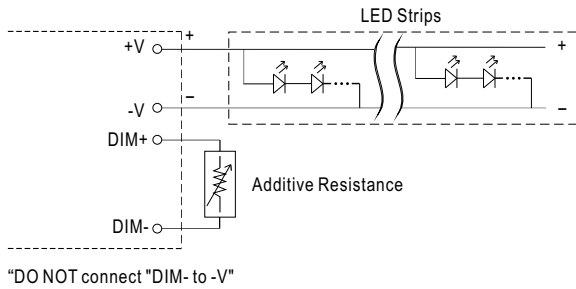 LED Strips
+V
+
+
-V
–
–
DIM+
Additive Resistance
DIM-
“DO NOT connect "DIM- to -V"